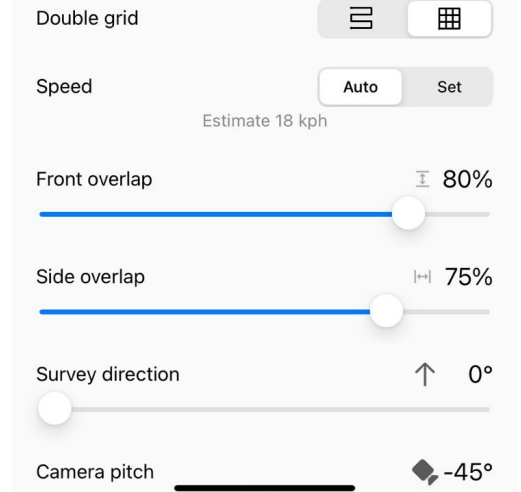 Double grid
Speed Auto Set
Estimate 18 kph
Front overlap 80%
Side overlap 75%
Survey direction 0°
Camera pitch -45°